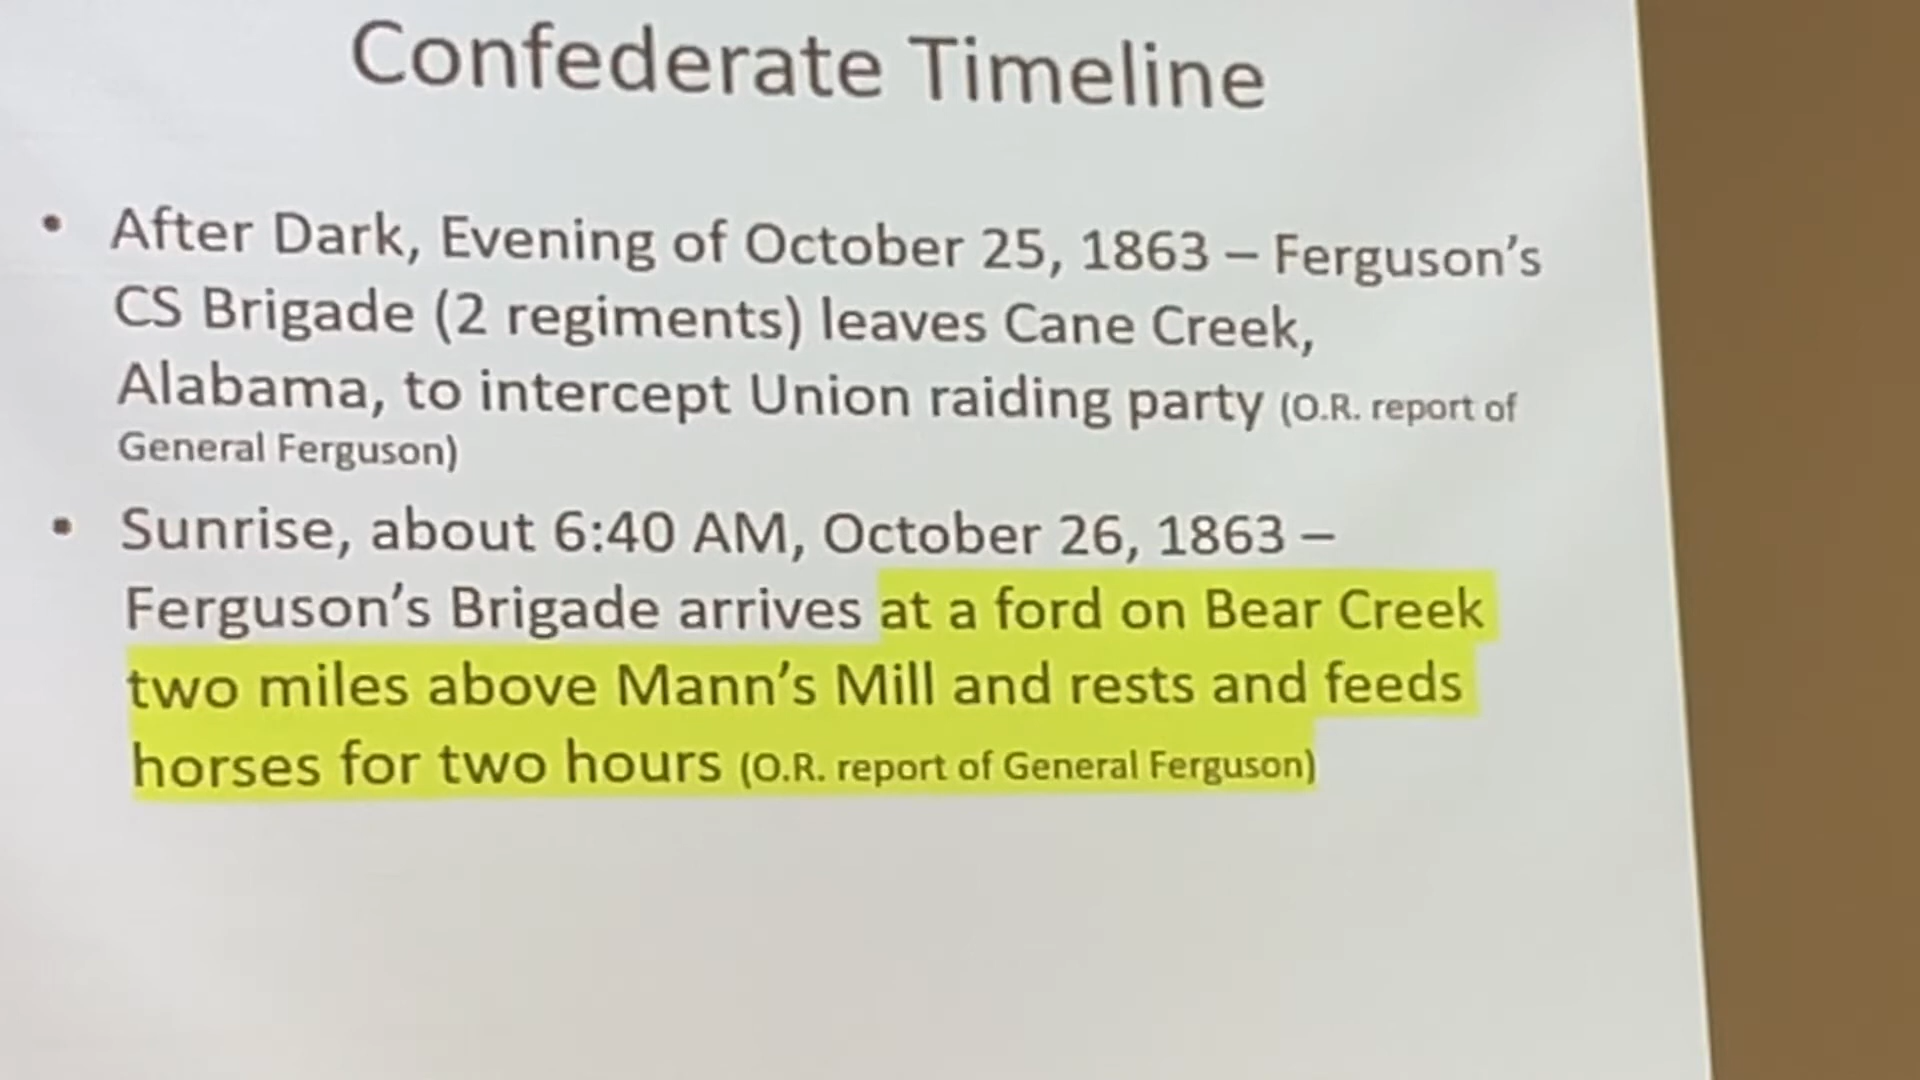 Confederate Timeline
• After Dark, Evening of October 25, 1863 – Ferguson’s
CS Brigade (2 regiments) leaves Cane Creek,
Alabama, to intercept Union raiding party (O.R. report of
General Ferguson)
• Sunrise, about 6:40 AM, October 26, 1863 –
Ferguson’s Brigade arrives at a ford on Bear Creek
two miles above Mann’s Mill and rests and feeds
horses for two hours (O.R. report of General Ferguson)